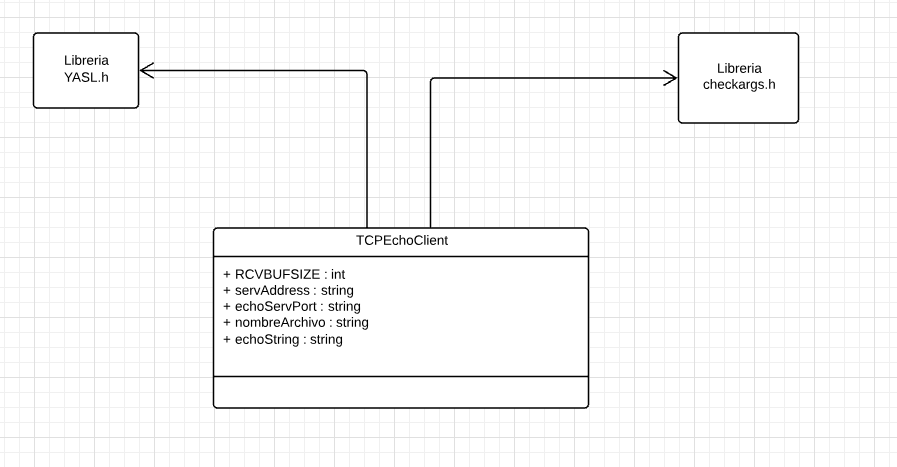 Libreria
YASL.h
Libreria
checkargs.h
TCPEchoClient
+ RCVBUFSIZE : int
+ servAddress : string
+ echoServPort : string
+ nombreArchivo : string
+ echoString : string